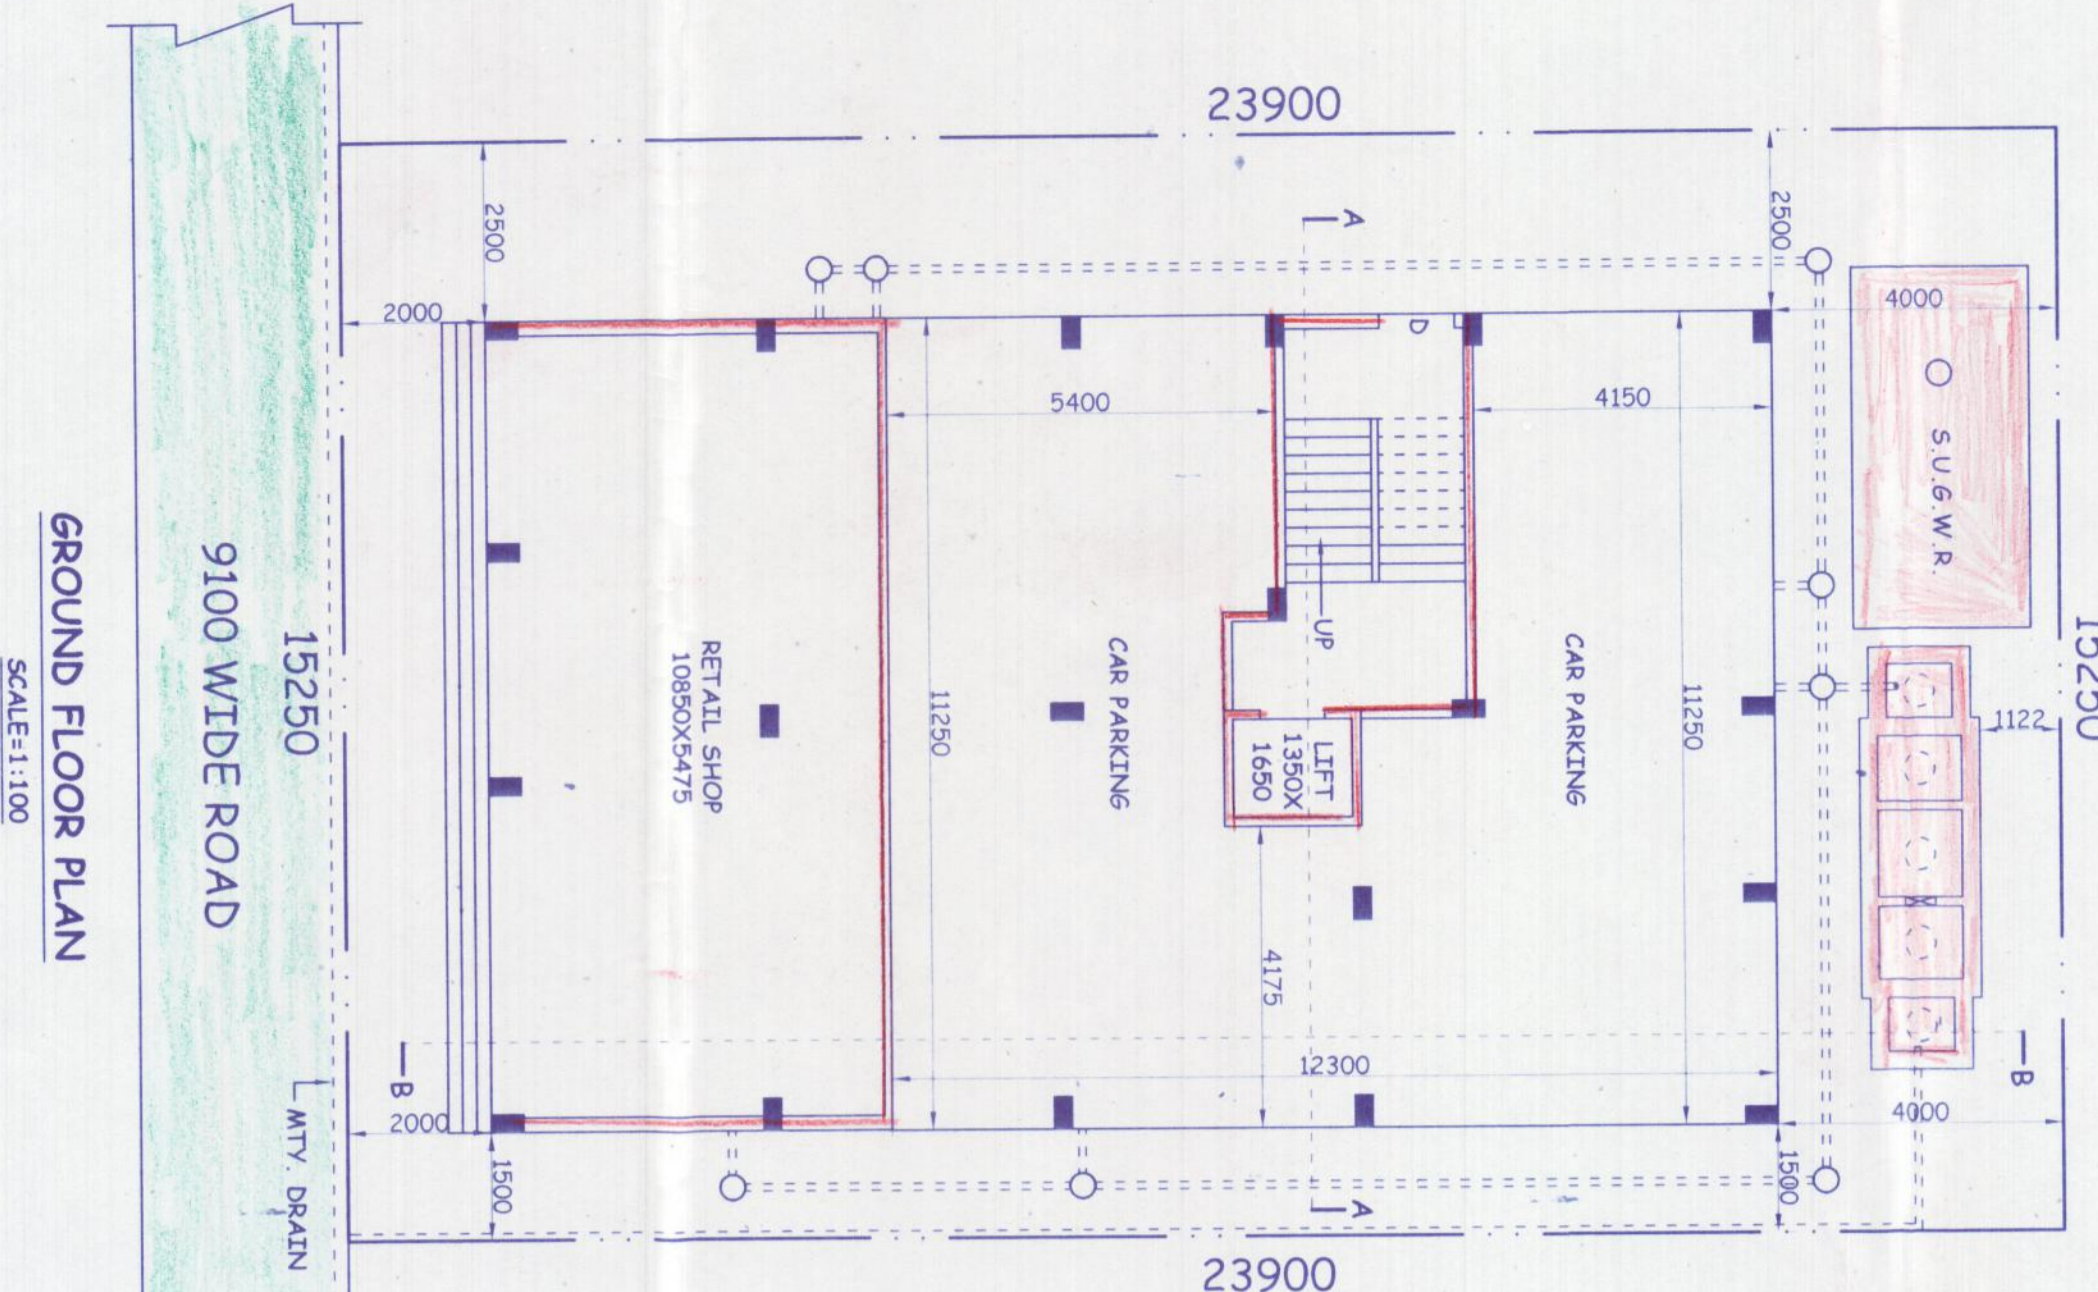 23900
2500
2500
A
2000
4000
D
5400
4150
S.U.G.W.R.
15250
1122
UP
CAR PARKING
CAR PARKING
RETAIL SHOP
10850X5475
11250
11250
LIFT
1350X
1650
4175
12300
B
B
2000
4000
1500
1500
A
23900
15250
9100 WIDE ROAD
MTY. DRAIN
GROUND FLOOR PLAN
SCALE=1:100